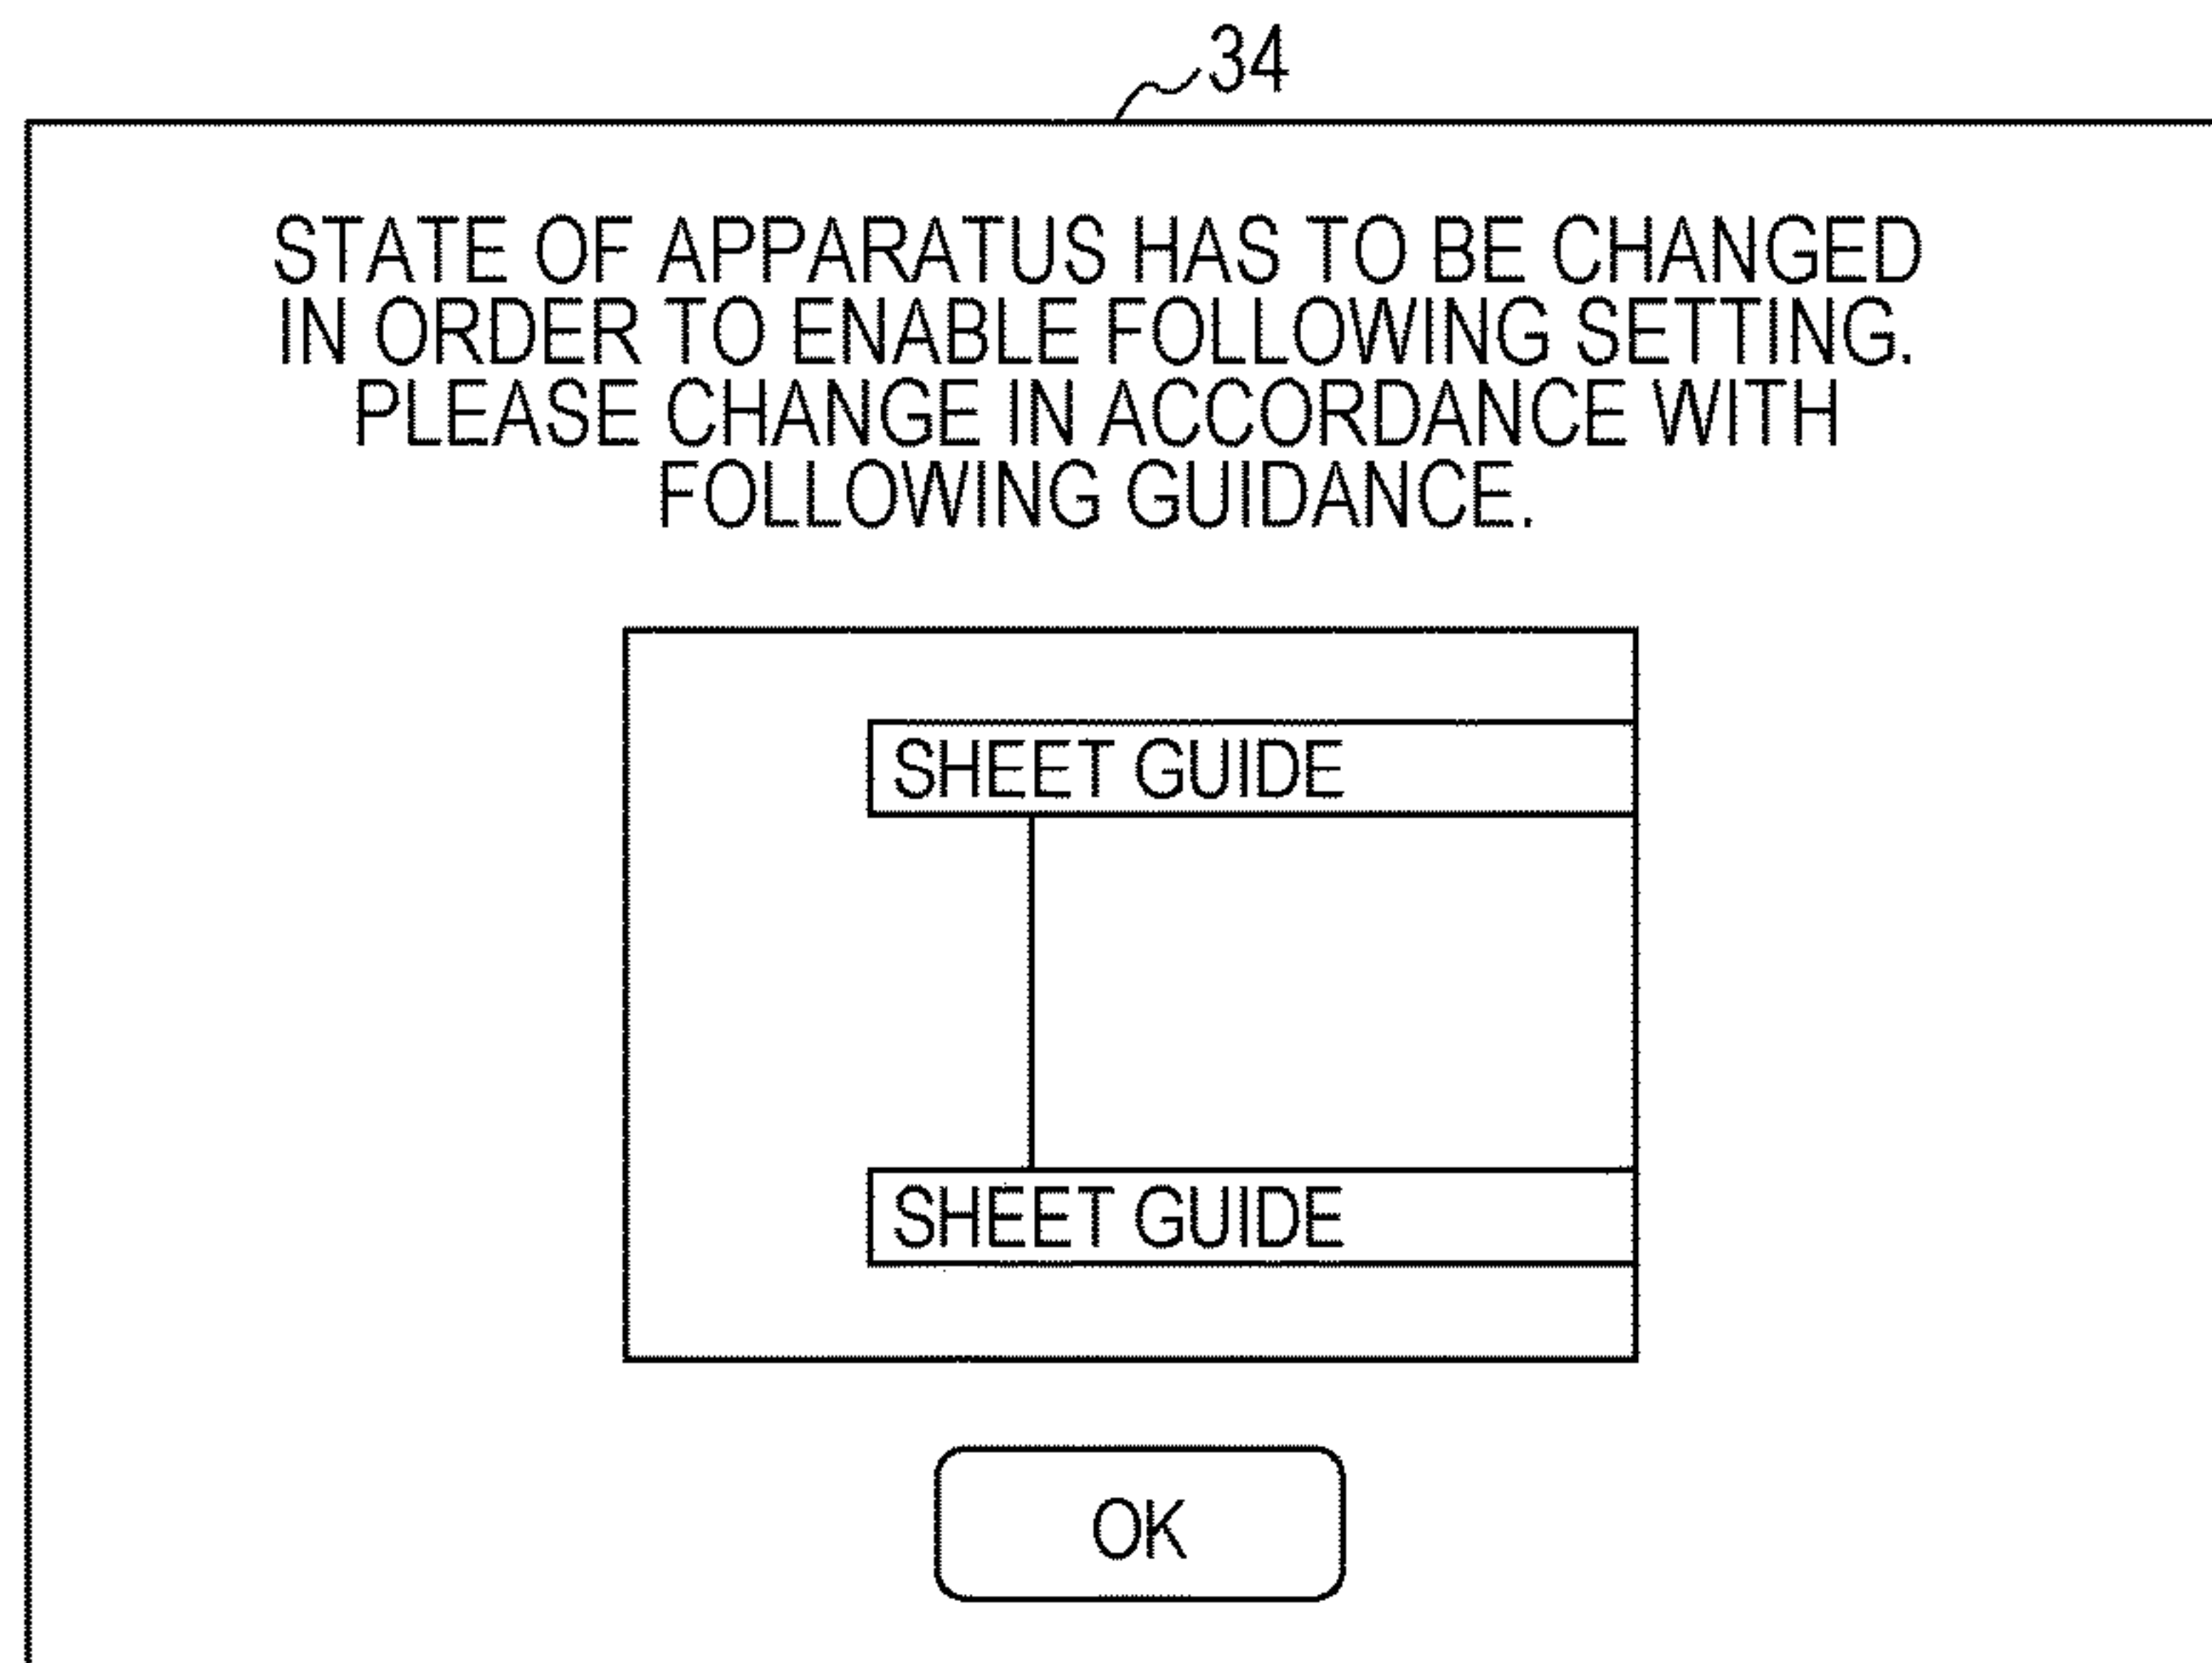 34
STATE OF APPARATUS HAS TO BE CHANGED
IN ORDER TO ENABLE FOLLOWING SETTING.
PLEASE CHANGE IN ACCORDANCE WITH
FOLLOWING GUIDANCE.
SHEET GUIDE
SHEET GUIDE
OK